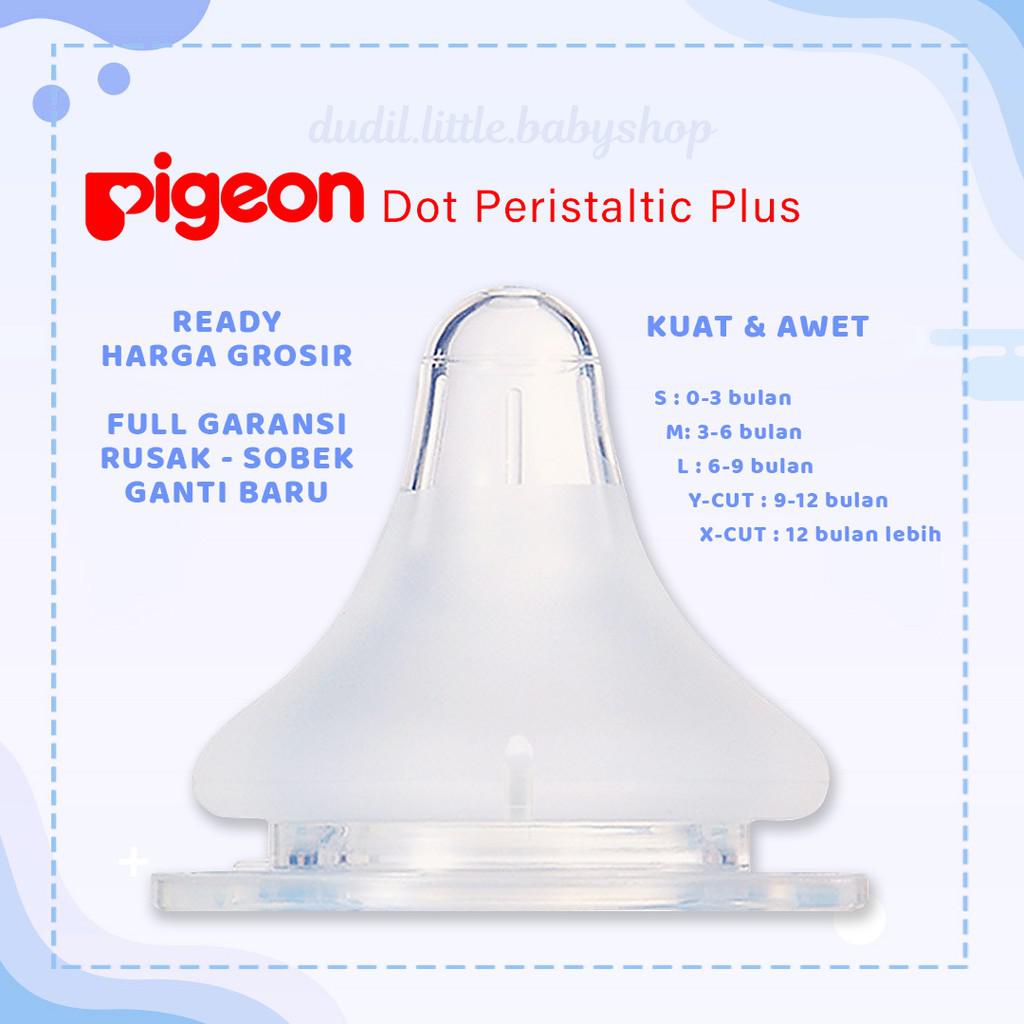 dudil.little.babyshop
pigeon Dot Peristaltic Plus
READY
HARGA GROSIR
FULL GARANSI
RUSAK - SOBEK
GANTI BARU
KUAT & AWET
S : 0-3 bulan
M: 3-6 bulan
L : 6-9 bulan
Y-CUT : 9-12 bulan
X-CUT : 12 bulan lebih